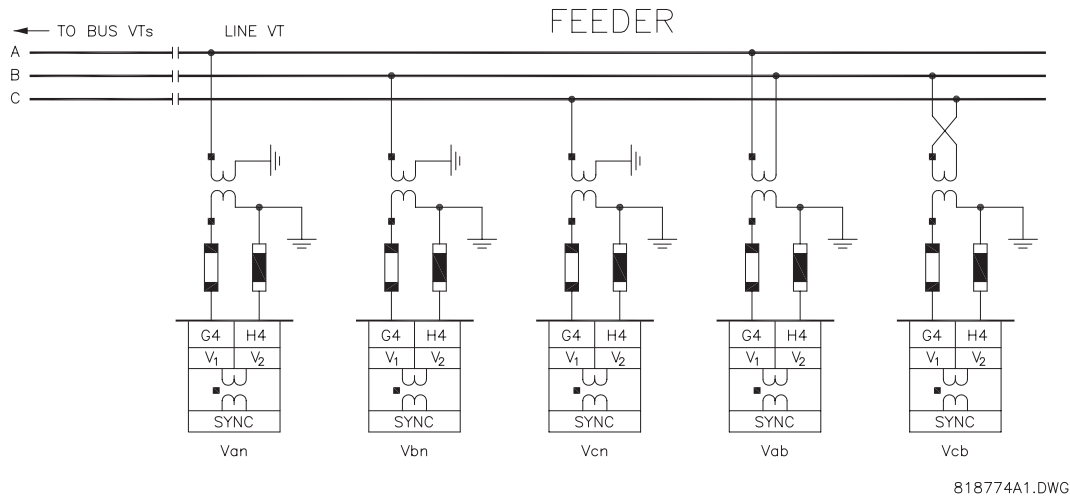 FEEDER
TO BUS VTs LINE VT
A
B
C
G4 H4 G4 H4 G4 H4 G4 H4 G4 H4
V1 V2 V1 V2 V1 V2 V1 V2 V1 V2
SYNC SYNC SYNC SYNC SYNC
Van Vbn Vcn Vab Vcb
818774A1.DWG